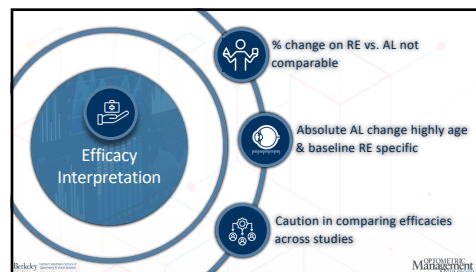 % change on RE vs. AL not
comparable
Efficacy
Interpretation
Absolute AL change highly age
& baseline RE specific
Caution in comparing efficacies
across studies
Berkeley
OPTOMETRIC
Management